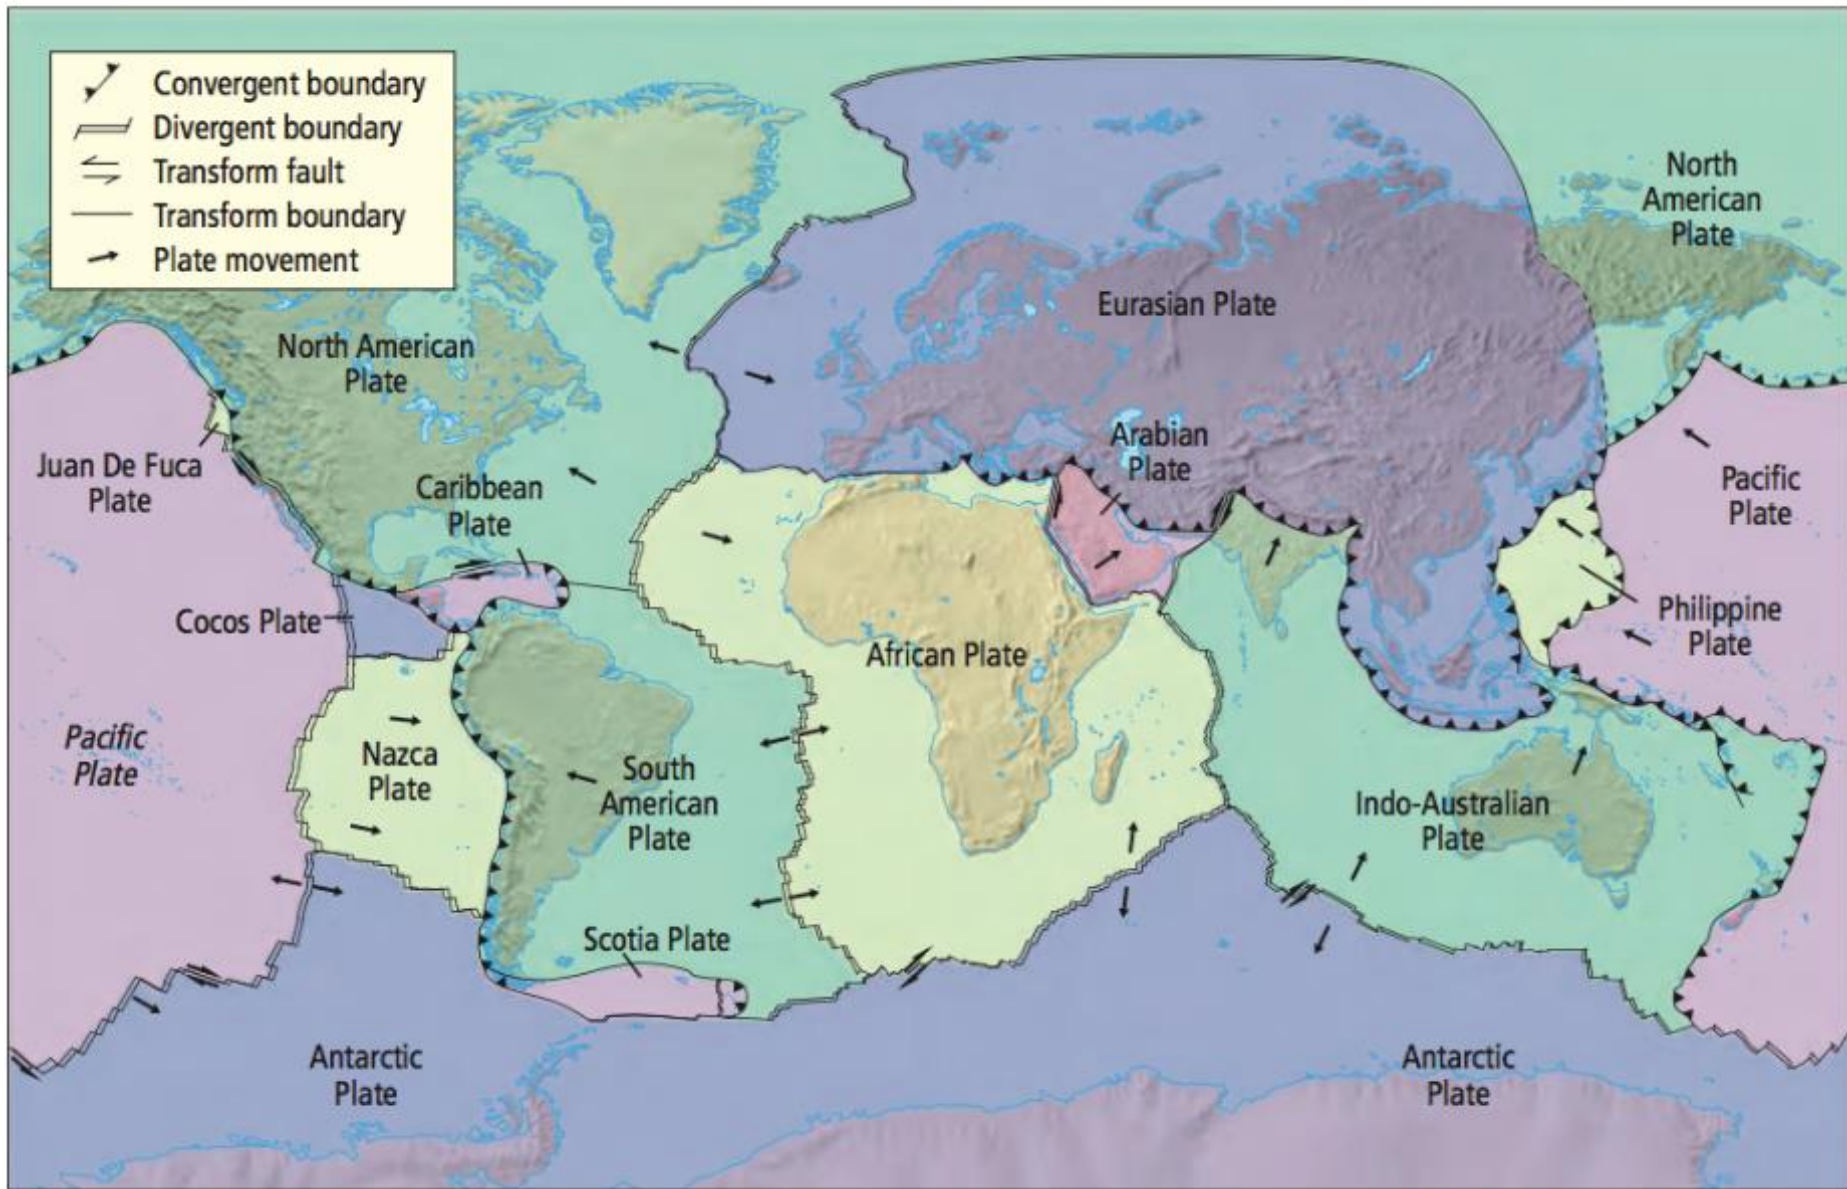 Convergent boundary
Divergent boundary
Transform fault
Transform boundary
Plate movement
North
American
Plate
Eurasian Plate
North American
Plate
Arabian
Plate
Juan De Fuca
Plate
Caribbean
Plate
Pacific
Plate
Cocos Plate
Philippine
Plate
African Plate
Pacific
Plate
Nazca
Plate
South
American
Plate
Indo-Australian
Plate
Scotia Plate
Antarctic
Plate
Antarctic
Plate